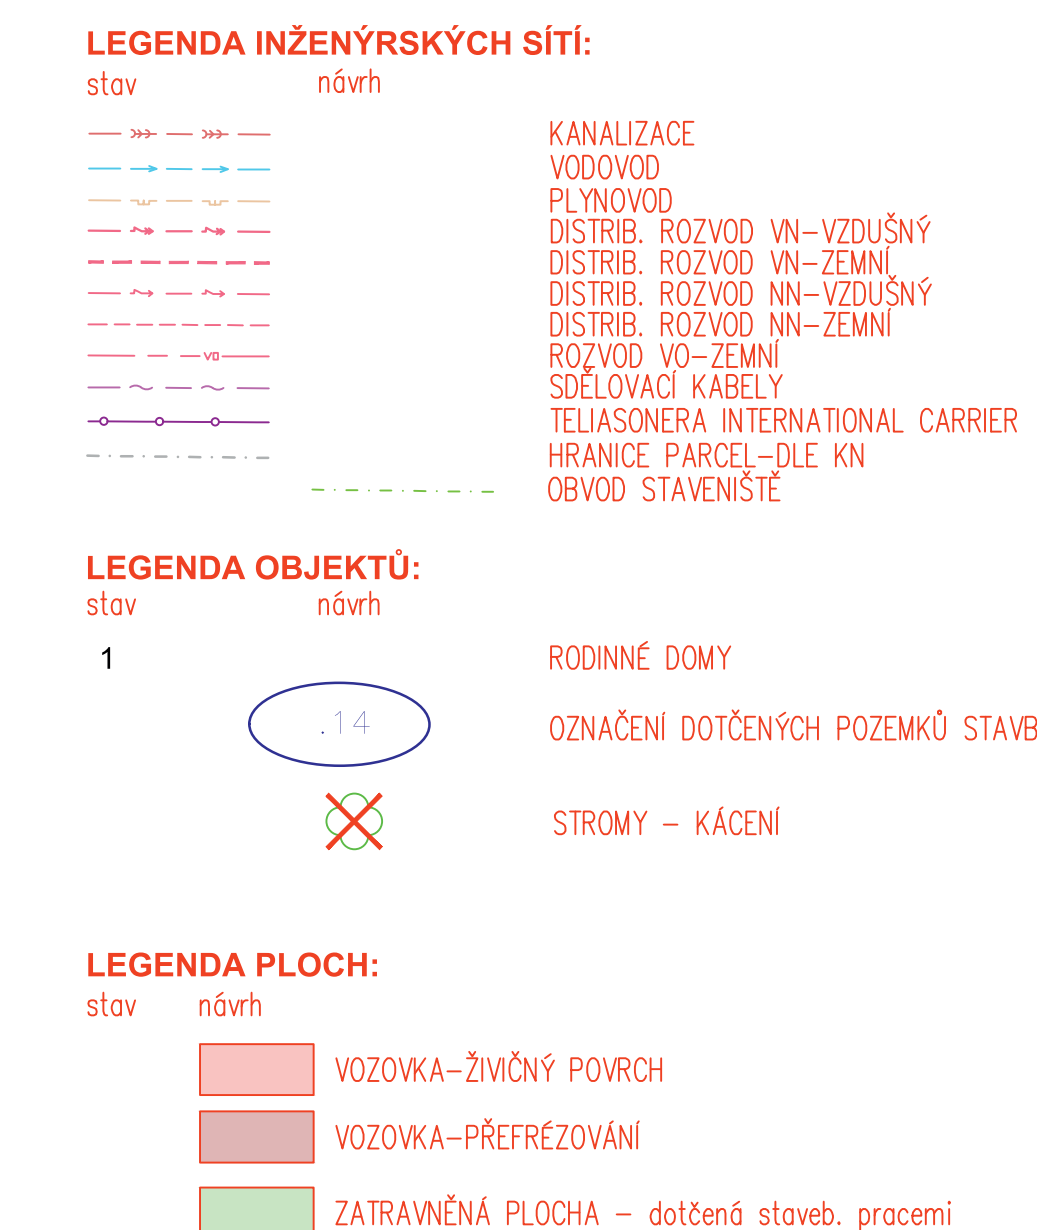 LEGENDA INŽENÝRSKÝCH SÍTÍ:
stav návrh
KANALIZACE
VODOVOD
PLYNOVOD
DISTRIB. ROZVOD VN-VZDUŠNÝ
DISTRIB. ROZVOD VN-ZEMNÍ
DISTRIB. ROZVOD NN-VZDUŠNÝ
DISTRIB. ROZVOD NN-ZEMNÍ
VO ROZVOD VO-ZEMNÍ
SDĚLOVACÍ KABELY
TELIASONERA INTERNATIONAL CARRIER
HRANICE PARCEL-DLE KN
OBVOD STAVENIŠTĚ
LEGENDA OBJEKTŮ:
stav návrh
1 RODINNÉ DOMY
.14 OZNAČENÍ DOTČENÝCH POZEMKŮ STAVB
STROMY - KÁCENÍ
LEGENDA PLOCH:
stav návrh
VOZOVKA-ŽIVIČNÝ POVRCH
VOZOVKA-PŘEFRÉZOVÁNÍ
ZATRAVNĚNÁ PLOCHA - dotčená staveb. pracemi